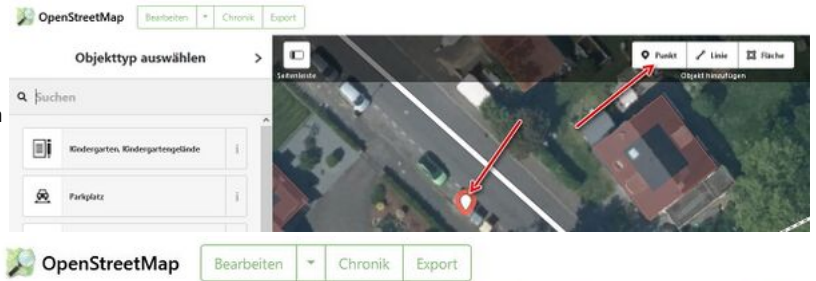 OpenStreetMap Bearbeiten Chronik Export
Objekttyp auswählen
Seitenleiste
Punkt Linie Fläche
Objekt hinzufügen
Suchen
Kindergarten, Kindergartengelände
Parkplatz
OpenStreetMap Bearbeiten Chronik Export